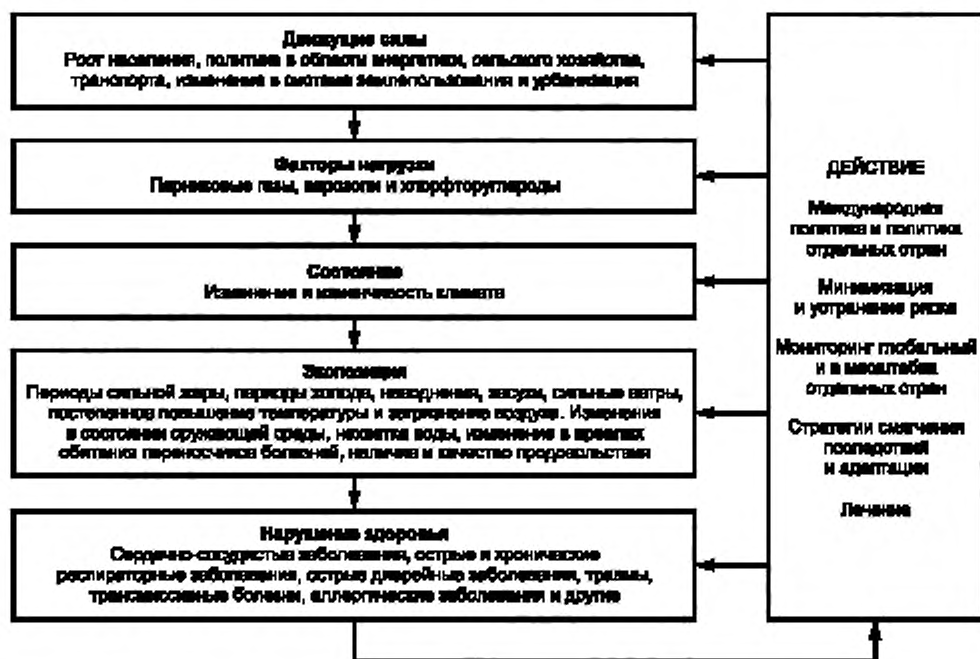 Движущие силы
Рост населения, политика в области энергетики, сельского хозяйства,
транспорта, изменение в системе землепользования и урбанизация
Факторы нагрузки
Парниковые газы, аэрозоли и хлорфторуглероды
Состояние
Изменения и изменчивость климата
Экспозиция
Периоды сильной жары, периоды холода, наводнения, засухи, сильные ветры,
постепенное повышение температуры и загрязнение воздуха. Изменения
в состоянии окружающей среды, нехватка воды, изменение в ареалах
обитания переносчиков болезней, наличие и качество продовольствия
Нарушение здоровья
Сердечно-сосудистые заболевания, острые и хронические
респираторные заболевания, острые диарейные заболевания, травмы,
трансмиссивные болезни, аллергические заболевания и другие
ДЕЙСТВИЕ
Международная
политика и политика
отдельных стран
Минимизация
и устранение риска
Мониторинг глобальный
и в масштабах
отдельных стран
Стратегии смягчения
последствий
и адаптации
Лечение